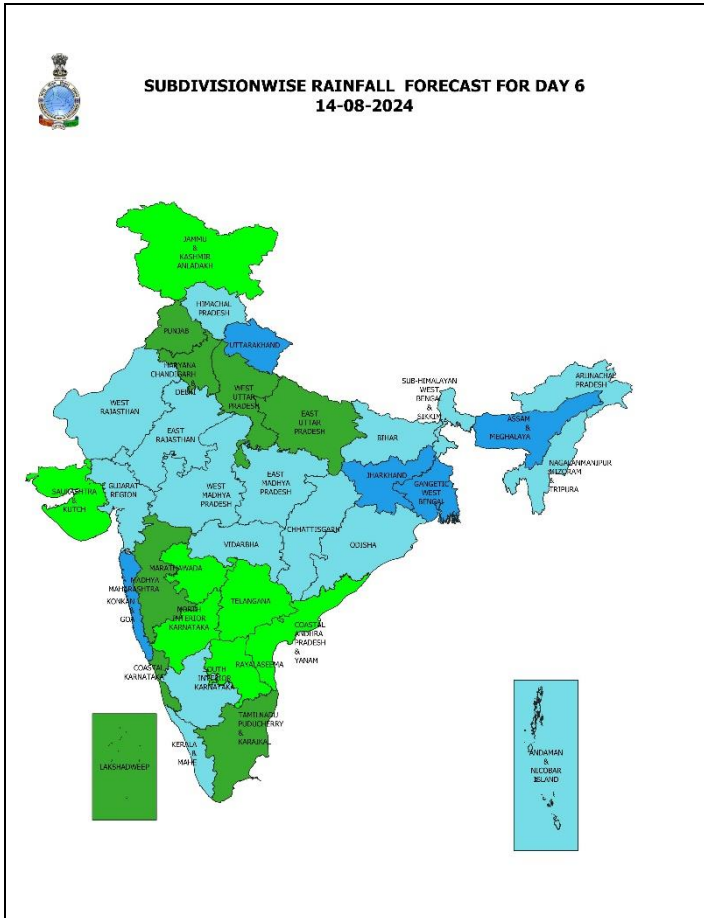 SUBDIVISIONWISE RAINFALL FORECAST FOR DAY 6
14-08-2024
JAMMU
&
KASHMIR
ANLADAKH
HIMACHAL
PRADESH
PUNJAB
UTTARAKHAND
HARYANA
CHANDIGARH
&
DELHI
WEST
UTTAR
PRADESH
EAST
UTTAR
PRADESH
WEST
RAJASTHAN
EAST
RAJASTHAN
SUB-HIMALAYAN
WEST
BENGA
&
SIKKIM
ARUNACHAL
PRADESH
ASSAM
&
MEGHALAYA
NAGALANMANIPUR
MIZORAM
&
TRIPURA
BIHAR
JHARKHAND
GANGETIC
WEST
BENGAL
SAURASHTRA
&
KUTCH
GUJARAT
REGION
WEST
MADHYA
PRADESH
EAST
MADHYA
PRADESH
CHHATTISGARH
ODISHA
VIDARBHA
MARATHAWADA
MADHYA
MAHARASHTRA
KONKAN
GOA
NORTH
INTERIOR
KARNATAKA
TELANGANA
COASTAL
ANDHRA
PRADESH
&
YANAM
RAYALASEEMA
COASTAL
KARNATAKA
SOUTH
INTERIOR
KARNATAKA
TAMILNADU
PUDUCHERRY
&
KARAIKAL
KERALA
&
MAHE
LAKSHADWEEP
ANDAMAN
&
NICOBAR
ISLAND